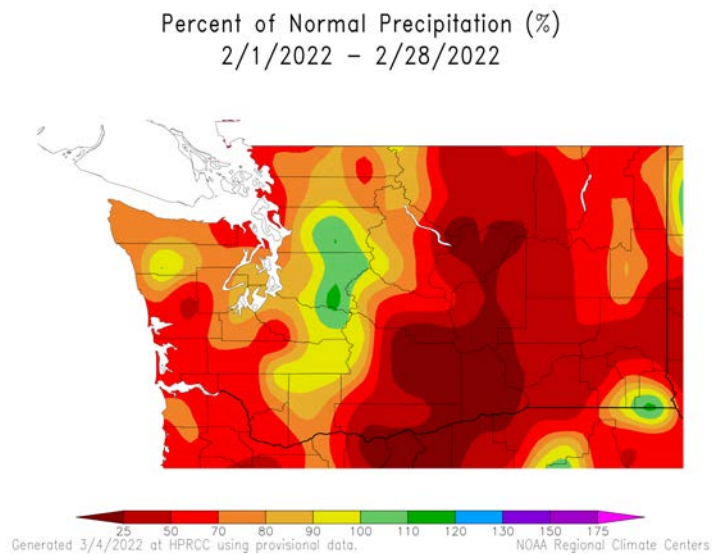 Percent of Normal Precipitation (%)
2/1/2022 – 2/28/2022
25 50 70 80 90 100 110 120 130 150 175
Generated 3/4/2022 at HPRCC using provisional data. NOAA Regional Climate Centers